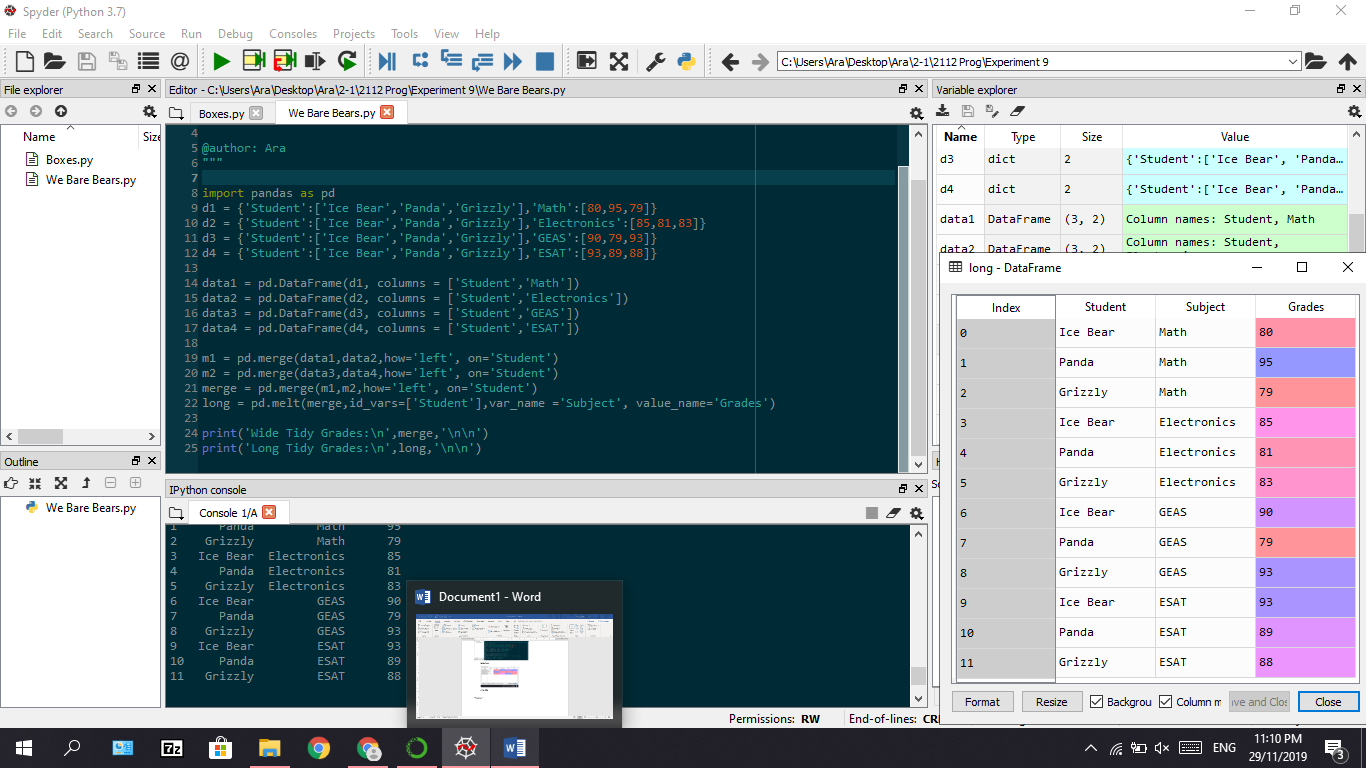 Spyder (Python 3.7)
File Edit Search Source Run Debug Consoles Projects Tools View Help
C:\Users\Ara\Desktop\Ara\2-1\2112 Prog\Experiment 9
File explorer
Name Size
Boxes.py
We Bare Bears.py
Outline
We Bare Bears.py
Editor - C:\Users\Ara\Desktop\Ara\2-1\2112 Prog\Experiment 9\We Bare Bears.py
Boxes.py We Bare Bears.py
4
5 @author: Ara
6 """
7
8 import pandas as pd
9 d1 = {'Student':['Ice Bear','Panda','Grizzly'],'Math':[80,95,79]}
10 d2 = {'Student':['Ice Bear','Panda','Grizzly'],'Electronics':[85,81,83]}
11 d3 = {'Student':['Ice Bear','Panda','Grizzly'],'GEAS':[90,79,93]}
12 d4 = {'Student':['Ice Bear','Panda','Grizzly'],'ESAT':[93,89,88]}
13
14 data1 = pd.DataFrame(d1, columns = ['Student','Math'])
15 data2 = pd.DataFrame(d2, columns = ['Student','Electronics'])
16 data3 = pd.DataFrame(d3, columns = ['Student','GEAS'])
17 data4 = pd.DataFrame(d4, columns = ['Student','ESAT'])
18
19 m1 = pd.merge(data1,data2,how='left', on='Student')
20 m2 = pd.merge(data3,data4,how='left', on='Student')
21 merge = pd.merge(m1,m2,how='left', on='Student')
22 long = pd.melt(merge,id_vars=['Student'],var_name ='Subject', value_name='Grades')
23
24 print('Wide Tidy Grades:\n',merge,'\n\n')
25 print('Long Tidy Grades:\n',long,'\n\n')
IPython console
Console 1/A
1 Panda Math 95
2 Grizzly Math 79
3 Ice Bear Electronics 85
4 Panda Electronics 81
5 Grizzly Electronics 83
6 Ice Bear GEAS 90
7 Panda GEAS 79
8 Grizzly GEAS 93
9 Ice Bear ESAT 93
10 Panda ESAT 89
11 Grizzly ESAT 88
Document1 - Word
Variable explorer
Name Type Size Value
d3 dict 2 {'Student':['Ice Bear', 'Panda...
d4 dict 2 {'Student':['Ice Bear', 'Panda...
data1 DataFrame (3, 2) Column names: Student, Math
data2 DataFrame (3, 2) Column names: Student,
long - DataFrame
Index Student Subject Grades
0 Ice Bear Math 80
1 Panda Math 95
2 Grizzly Math 79
3 Ice Bear Electronics 85
4 Panda Electronics 81
5 Grizzly Electronics 83
6 Ice Bear GEAS 90
7 Panda GEAS 79
8 Grizzly GEAS 93
9 Ice Bear ESAT 93
10 Panda ESAT 89
11 Grizzly ESAT 88
Format Resize Backgrou Column m ve and Clos Close
Permissions: RW End-of-lines: CR
7z ENG 11:10 PM
29/11/2019 3